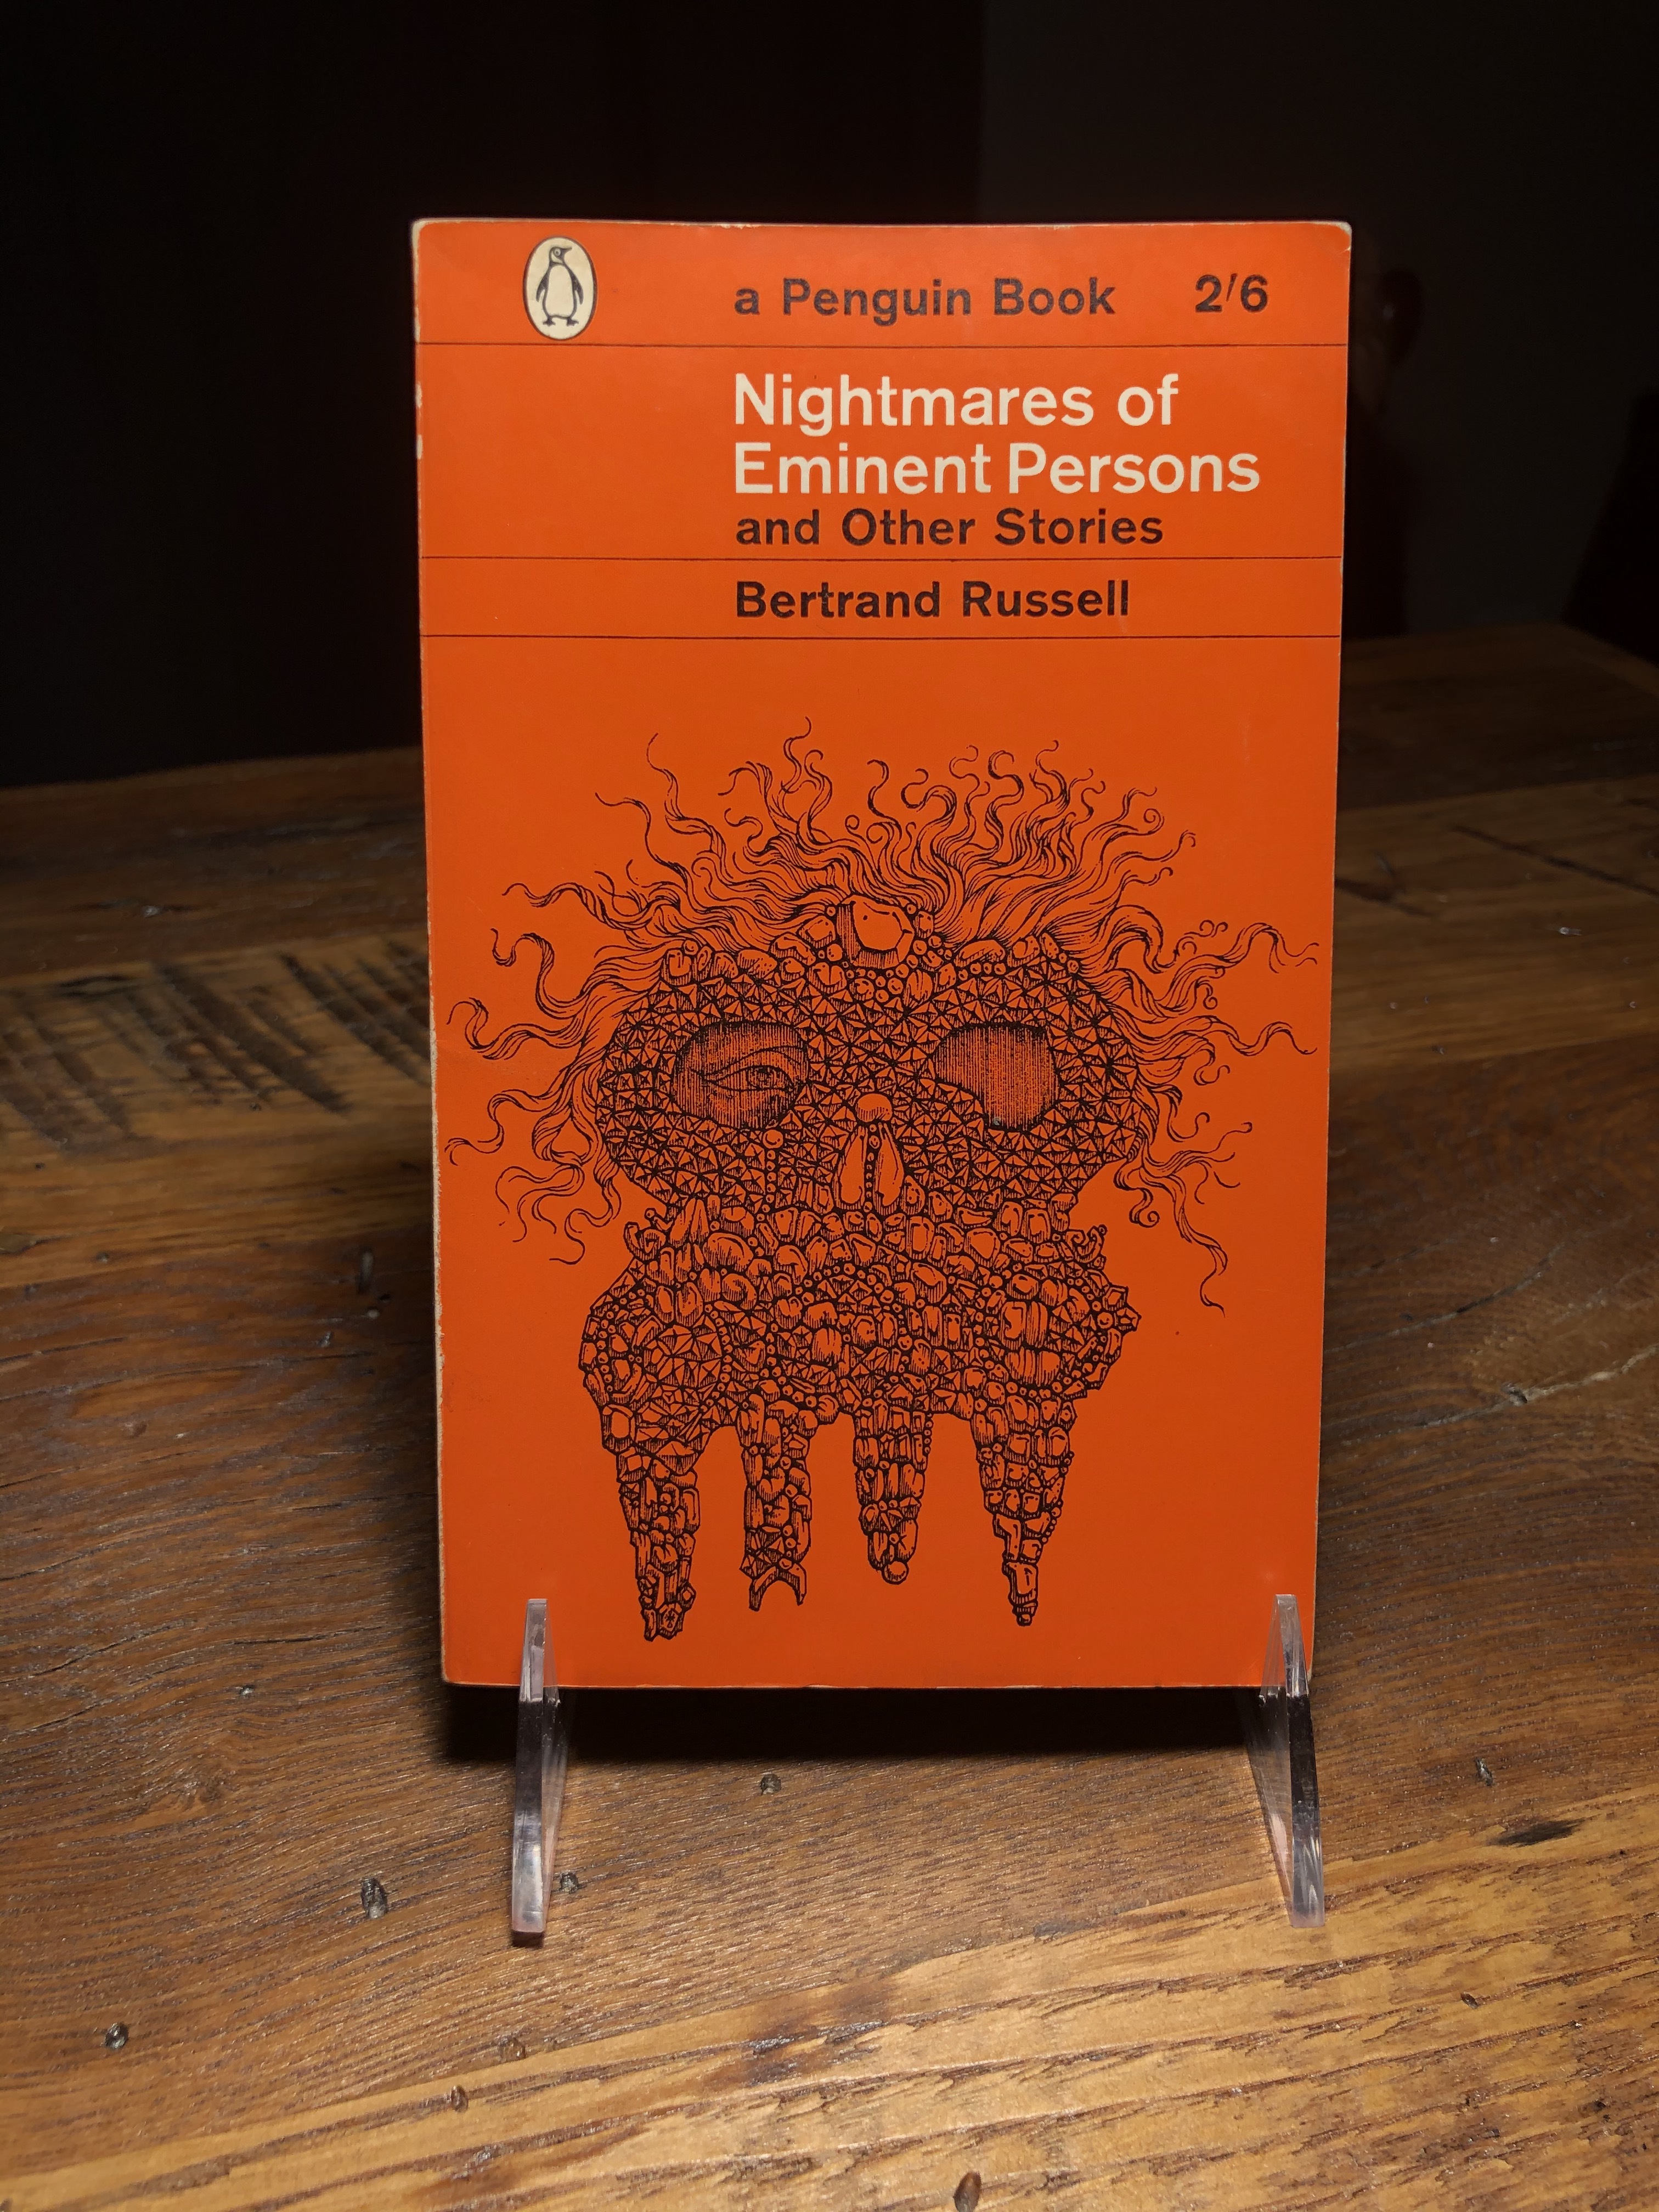 a Penguin Book 2/6
Nightmares of
Eminent Persons
and Other Stories
Bertrand Russell